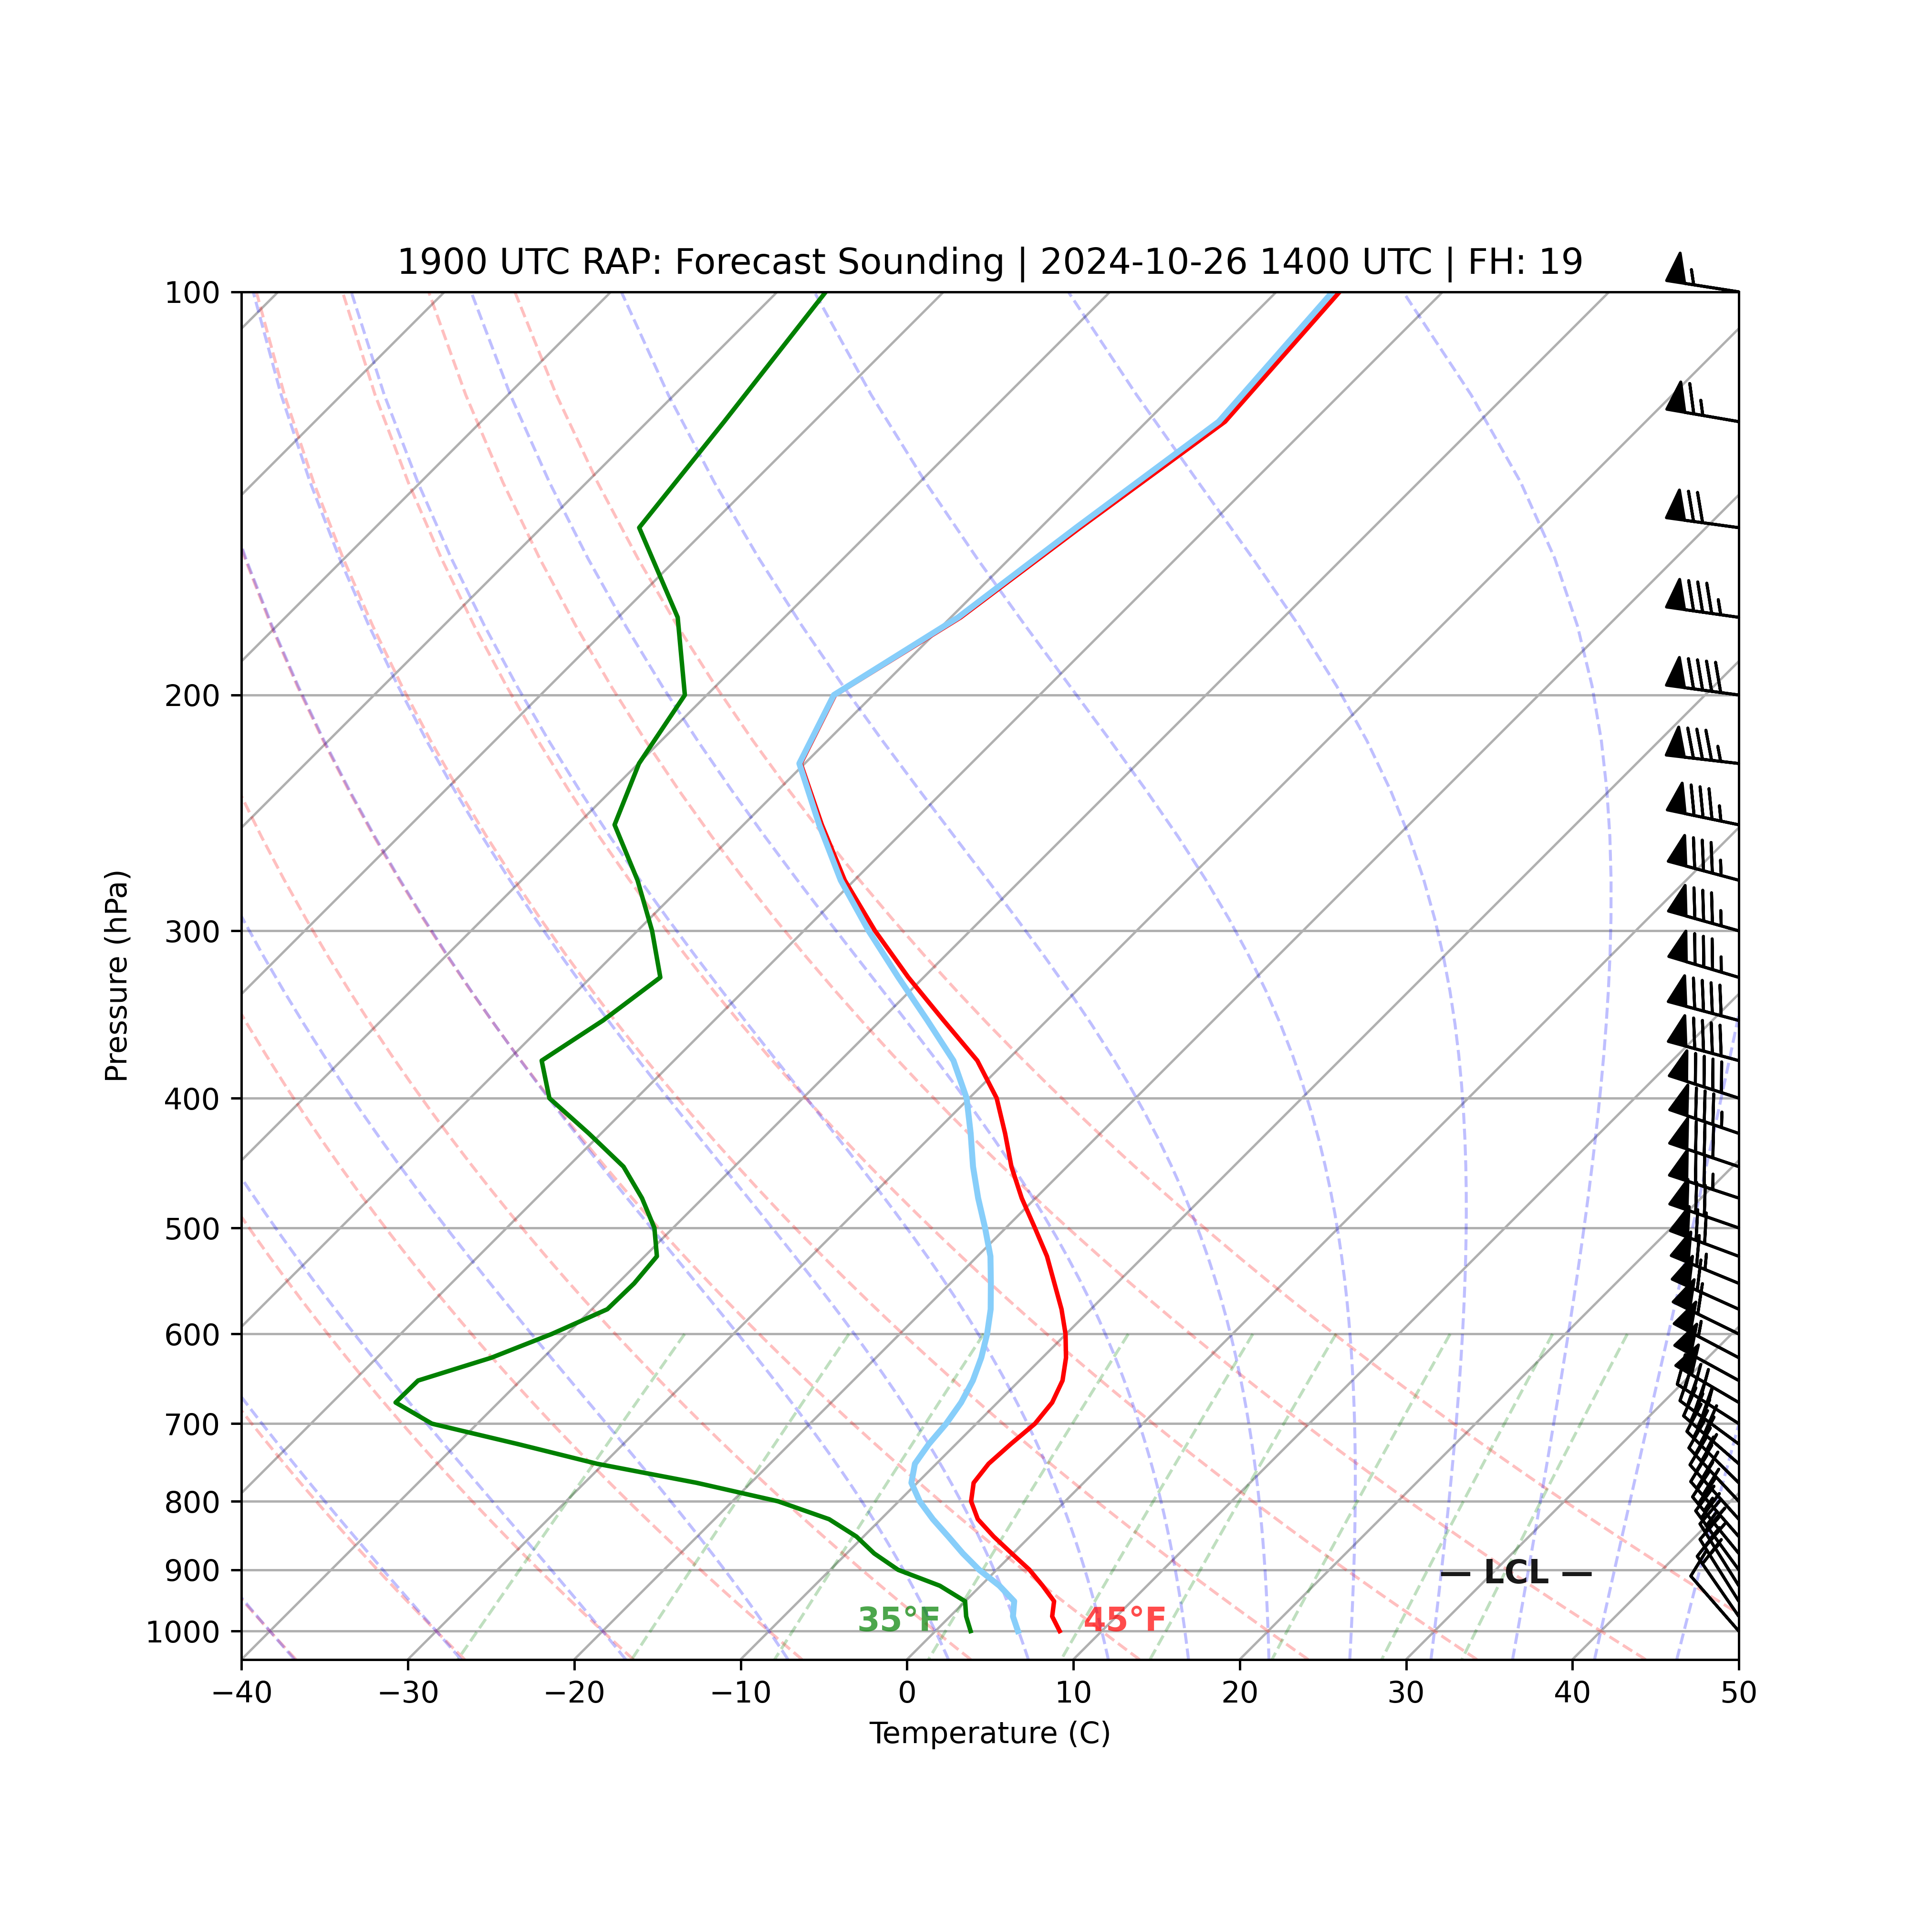 1900 UTC RAP: Forecast Sounding | 2024-10-26 1400 UTC | FH: 19
100
200
300
400
500
600
700
800
900
1000
Pressure (hPa)
— LCL —
35°F
45°F
−40 −30 −20 −10 0 10 20 30 40 50
Temperature (C)